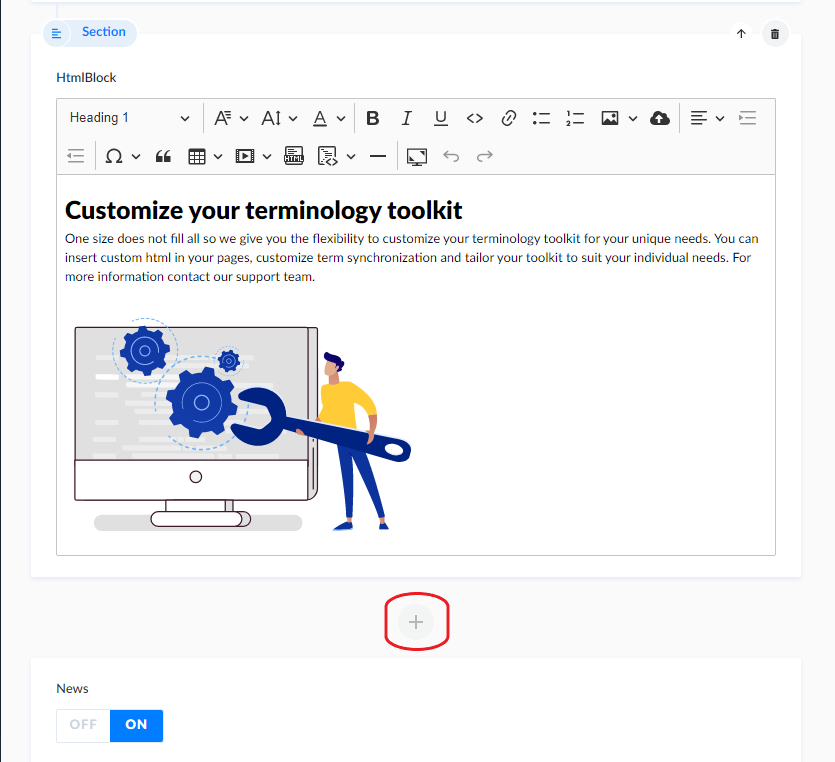 Section
HtmlBlock
Heading 1
HTML
Customize your terminology toolkit
One size does not fill all so we give you the flexibility to customize your terminology toolkit for your unique needs. You can
insert custom html in your pages, customize term synchronization and tailor your toolkit to suit your individual needs. For
more information contact our support team.
News
OFF ON